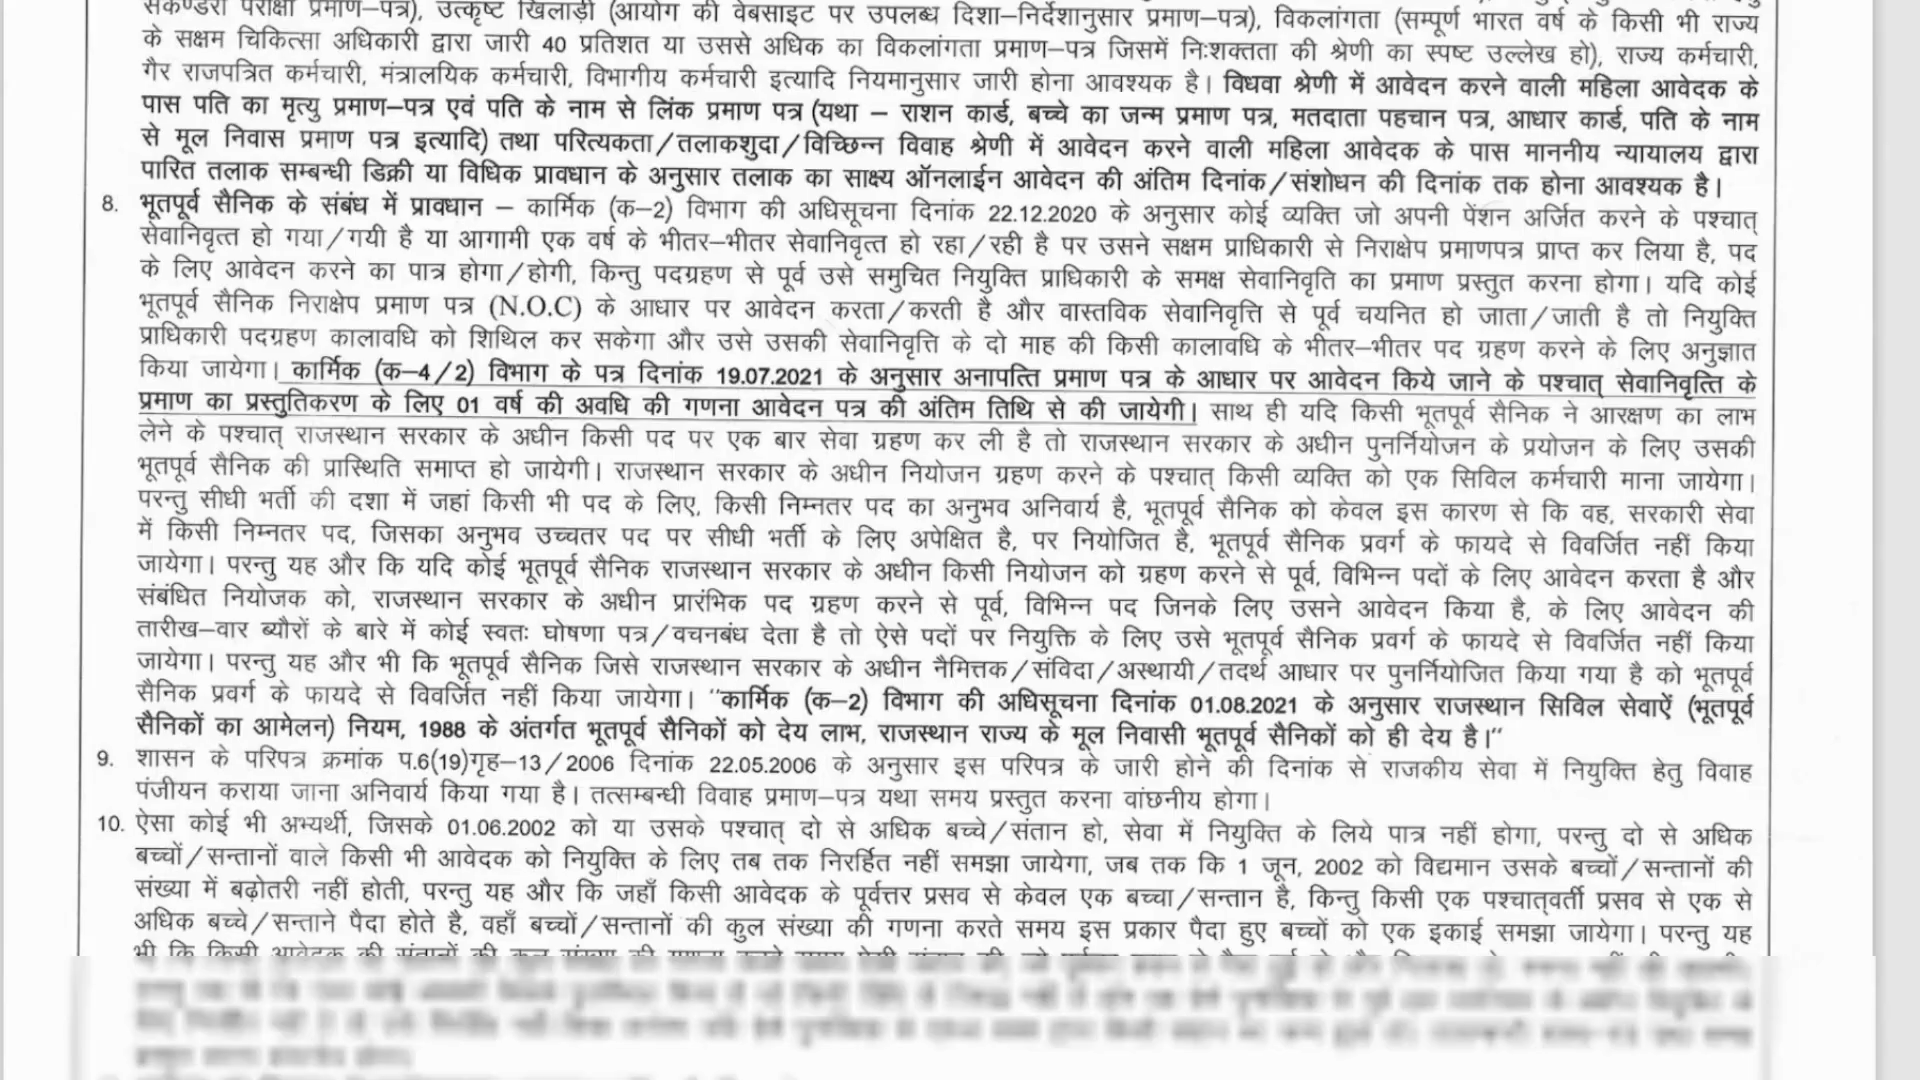 सैकण्डरी परीक्षा प्रमाण–पत्र), उत्कृष्ट खिलाड़ी (आयोग की वेबसाइट पर उपलब्ध दिशा–निर्देशानुसार प्रमाण–पत्र), विकलांगता (सम्पूर्ण भारत वर्ष के किसी भी राज्य
के सक्षम चिकित्सा अधिकारी द्वारा जारी 40 प्रतिशत या उससे अधिक का विकलांगता प्रमाण–पत्र जिसमें निःशक्तता की श्रेणी का स्पष्ट उल्लेख हो), राज्य कर्मचारी,
गैर राजपत्रित कर्मचारी, मंत्रालयिक कर्मचारी, विभागीय कर्मचारी इत्यादि नियमानुसार जारी होना आवश्यक है। विधवा श्रेणी में आवेदन करने वाली महिला आवेदक के
पास पति का मृत्यु प्रमाण–पत्र एवं पति के नाम से लिंक प्रमाण पत्र (यथा – राशन कार्ड, बच्चे का जन्म प्रमाण पत्र, मतदाता पहचान पत्र, आधार कार्ड, पति के नाम
से मूल निवास प्रमाण पत्र इत्यादि) तथा परित्यकता/तलाकशुदा/विच्छिन्न विवाह श्रेणी में आवेदन करने वाली महिला आवेदक के पास माननीय न्यायालय द्वारा
पारित तलाक सम्बन्धी डिक्री या विधिक प्रावधान के अनुसार तलाक का साक्ष्य ऑनलाईन आवेदन की अंतिम दिनांक/संशोधन की दिनांक तक होना आवश्यक है।
8. भूतपूर्व सैनिक के संबंध में प्रावधान – कार्मिक (क–2) विभाग की अधिसूचना दिनांक 22.12.2020 के अनुसार कोई व्यक्ति जो अपनी पेंशन अर्जित करने के पश्चात्
सेवानिवृत्त हो गया/गयी है या आगामी एक वर्ष के भीतर–भीतर सेवानिवृत्त हो रहा/रही है पर उसने सक्षम प्राधिकारी से निराक्षेप प्रमाणपत्र प्राप्त कर लिया है, पद
के लिए आवेदन करने का पात्र होगा/होगी, किन्तु पदग्रहण से पूर्व उसे समुचित नियुक्ति प्राधिकारी के समक्ष सेवानिवृति का प्रमाण प्रस्तुत करना होगा। यदि कोई
भूतपूर्व सैनिक निराक्षेप प्रमाण पत्र (N.O.C) के आधार पर आवेदन करता/करती है और वास्तविक सेवानिवृत्ति से पूर्व चयनित हो जाता/जाती है तो नियुक्ति
प्राधिकारी पदग्रहण कालावधि को शिथिल कर सकेगा और उसे उसकी सेवानिवृत्ति के दो माह की किसी कालावधि के भीतर–भीतर पद ग्रहण करने के लिए अनुज्ञात
किया जायेगा। कार्मिक (क–4/2) विभाग के पत्र दिनांक 19.07.2021 के अनुसार अनापत्ति प्रमाण पत्र के आधार पर आवेदन किये जाने के पश्चात् सेवानिवृत्ति के
प्रमाण का प्रस्तुतिकरण के लिए 01 वर्ष की अवधि की गणना आवेदन पत्र की अंतिम तिथि से की जायेगी। साथ ही यदि किसी भूतपूर्व सैनिक ने आरक्षण का लाभ
लेने के पश्चात् राजस्थान सरकार के अधीन किसी पद पर एक बार सेवा ग्रहण कर ली है तो राजस्थान सरकार के अधीन पुनर्नियोजन के प्रयोजन के लिए उसकी
भूतपूर्व सैनिक की प्रास्थिति समाप्त हो जायेगी। राजस्थान सरकार के अधीन नियोजन ग्रहण करने के पश्चात् किसी व्यक्ति को एक सिविल कर्मचारी माना जायेगा।
परन्तु सीधी भर्ती की दशा में जहां किसी भी पद के लिए, किसी निम्नतर पद का अनुभव अनिवार्य है, भूतपूर्व सैनिक को केवल इस कारण से कि वह, सरकारी सेवा
में किसी निम्नतर पद, जिसका अनुभव उच्चतर पद पर सीधी भर्ती के लिए अपेक्षित है, पर नियोजित है, भूतपूर्व सैनिक प्रवर्ग के फायदे से विवर्जित नहीं किया
जायेगा। परन्तु यह और कि यदि कोई भूतपूर्व सैनिक राजस्थान सरकार के अधीन किसी नियोजन को ग्रहण करने से पूर्व, विभिन्न पदों के लिए आवेदन करता है और
संबंधित नियोजक को, राजस्थान सरकार के अधीन प्रारंभिक पद ग्रहण करने से पूर्व, विभिन्न पद जिनके लिए उसने आवेदन किया है, के लिए आवेदन की
तारीख–वार ब्यौरों के बारे में कोई स्वतः घोषणा पत्र/वचनबंध देता है तो ऐसे पदों पर नियुक्ति के लिए उसे भूतपूर्व सैनिक प्रवर्ग के फायदे से विवर्जित नहीं किया
जायेगा। परन्तु यह और भी कि भूतपूर्व सैनिक जिसे राजस्थान सरकार के अधीन नैमित्तक/संविदा/अस्थायी/तदर्थ आधार पर पुनर्नियोजित किया गया है को भूतपूर्व
सैनिक प्रवर्ग के फायदे से विवर्जित नहीं किया जायेगा। "कार्मिक (क–2) विभाग की अधिसूचना दिनांक 01.08.2021 के अनुसार राजस्थान सिविल सेवाऐं (भूतपूर्व
सैनिकों का आमेलन) नियम, 1988 के अंतर्गत भूतपूर्व सैनिकों को देय लाभ, राजस्थान राज्य के मूल निवासी भूतपूर्व सैनिकों को ही देय है।"
9. शासन के परिपत्र क्रमांक प.6(19)गृह–13/2006 दिनांक 22.05.2006 के अनुसार इस परिपत्र के जारी होने की दिनांक से राजकीय सेवा में नियुक्ति हेतु विवाह
पंजीयन कराया जाना अनिवार्य किया गया है। तत्सम्बन्धी विवाह प्रमाण–पत्र यथा समय प्रस्तुत करना वांछनीय होगा।
10. ऐसा कोई भी अभ्यर्थी, जिसके 01.06.2002 को या उसके पश्चात् दो से अधिक बच्चे/संतान हो, सेवा में नियुक्ति के लिये पात्र नहीं होगा, परन्तु दो से अधिक
बच्चों/सन्तानों वाले किसी भी आवेदक को नियुक्ति के लिए तब तक निरर्हित नहीं समझा जायेगा, जब तक कि 1 जून, 2002 को विद्यमान उसके बच्चों/सन्तानों की
संख्या में बढ़ोतरी नहीं होती, परन्तु यह और कि जहाँ किसी आवेदक के पूर्वत्तर प्रसव से केवल एक बच्चा/सन्तान है, किन्तु किसी एक पश्चात्वर्ती प्रसव से एक से
अधिक बच्चे/सन्ताने पैदा होते है, वहाँ बच्चों/सन्तानों की कुल संख्या की गणना करते समय इस प्रकार पैदा हुए बच्चों को एक इकाई समझा जायेगा। परन्तु यह
भी कि किसी आवेदक की संतानों की कुल संख्या की गणना करते समय